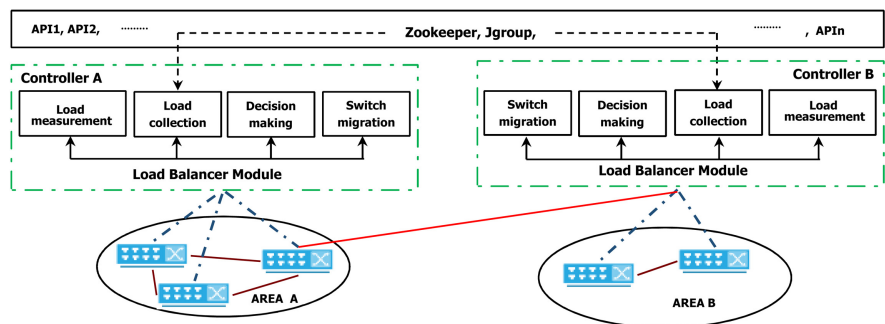 API1, API2, ......... Zookeeper, Jgroup, ......... , APIn
Controller A
Load measurement
Load collection
Decision making
Switch migration
Load Balancer Module
Controller B
Switch migration
Decision making
Load collection
Load measurement
Load Balancer Module
AREA A
AREA B